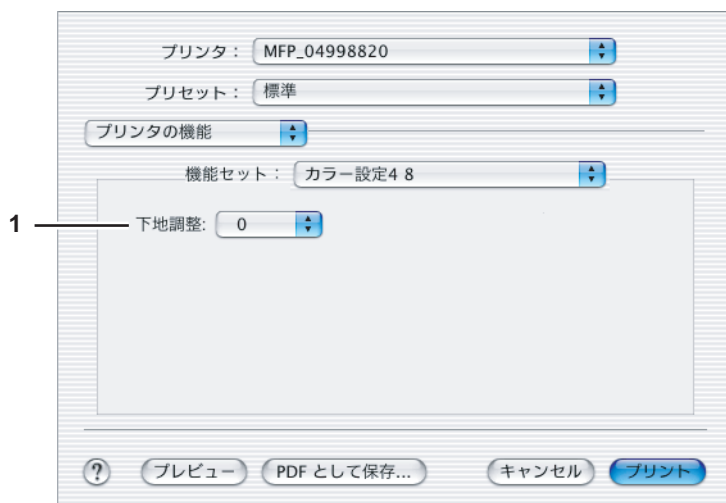 プリンタ： MFP_04998820
プリセット： 標準
プリンタの機能
機能セット： カラー設定4 8
1 下地調整: 0
? プレビュー PDF として保存... キャンセル プリント